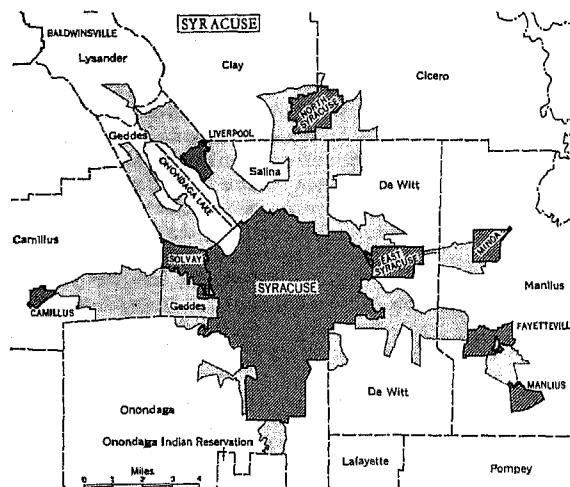 SYRACUSE
BALDWINSVILLE
Lysander
Clay
Cicero
NORTH
SYRACUSE
Geddes
LIVERPOOL
ONONDAGA LAKE
Salina
De Witt
Camillus
SOLVAY
EAST
SYRACUSE
MINOA
SYRACUSE
Geddes
CAMILLUS
Manlius
FAYETTEVILL
De Witt
MANLIUS
Onondaga
Onondaga Indian Reservation
Lafayette
Pompey
Miles
0 1 2 3 4